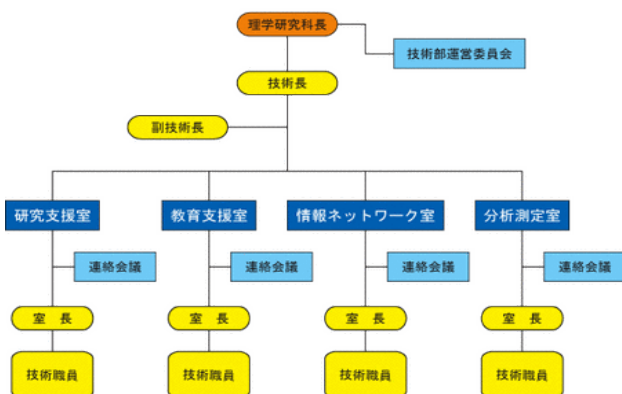 理学研究科長
技術部運営委員会
技術長
副技術長
研究支援室
教育支援室
情報ネットワーク室
分析測定室
連絡会議
連絡会議
連絡会議
連絡会議
室　長
室　長
室　長
室　長
技術職員
技術職員
技術職員
技術職員